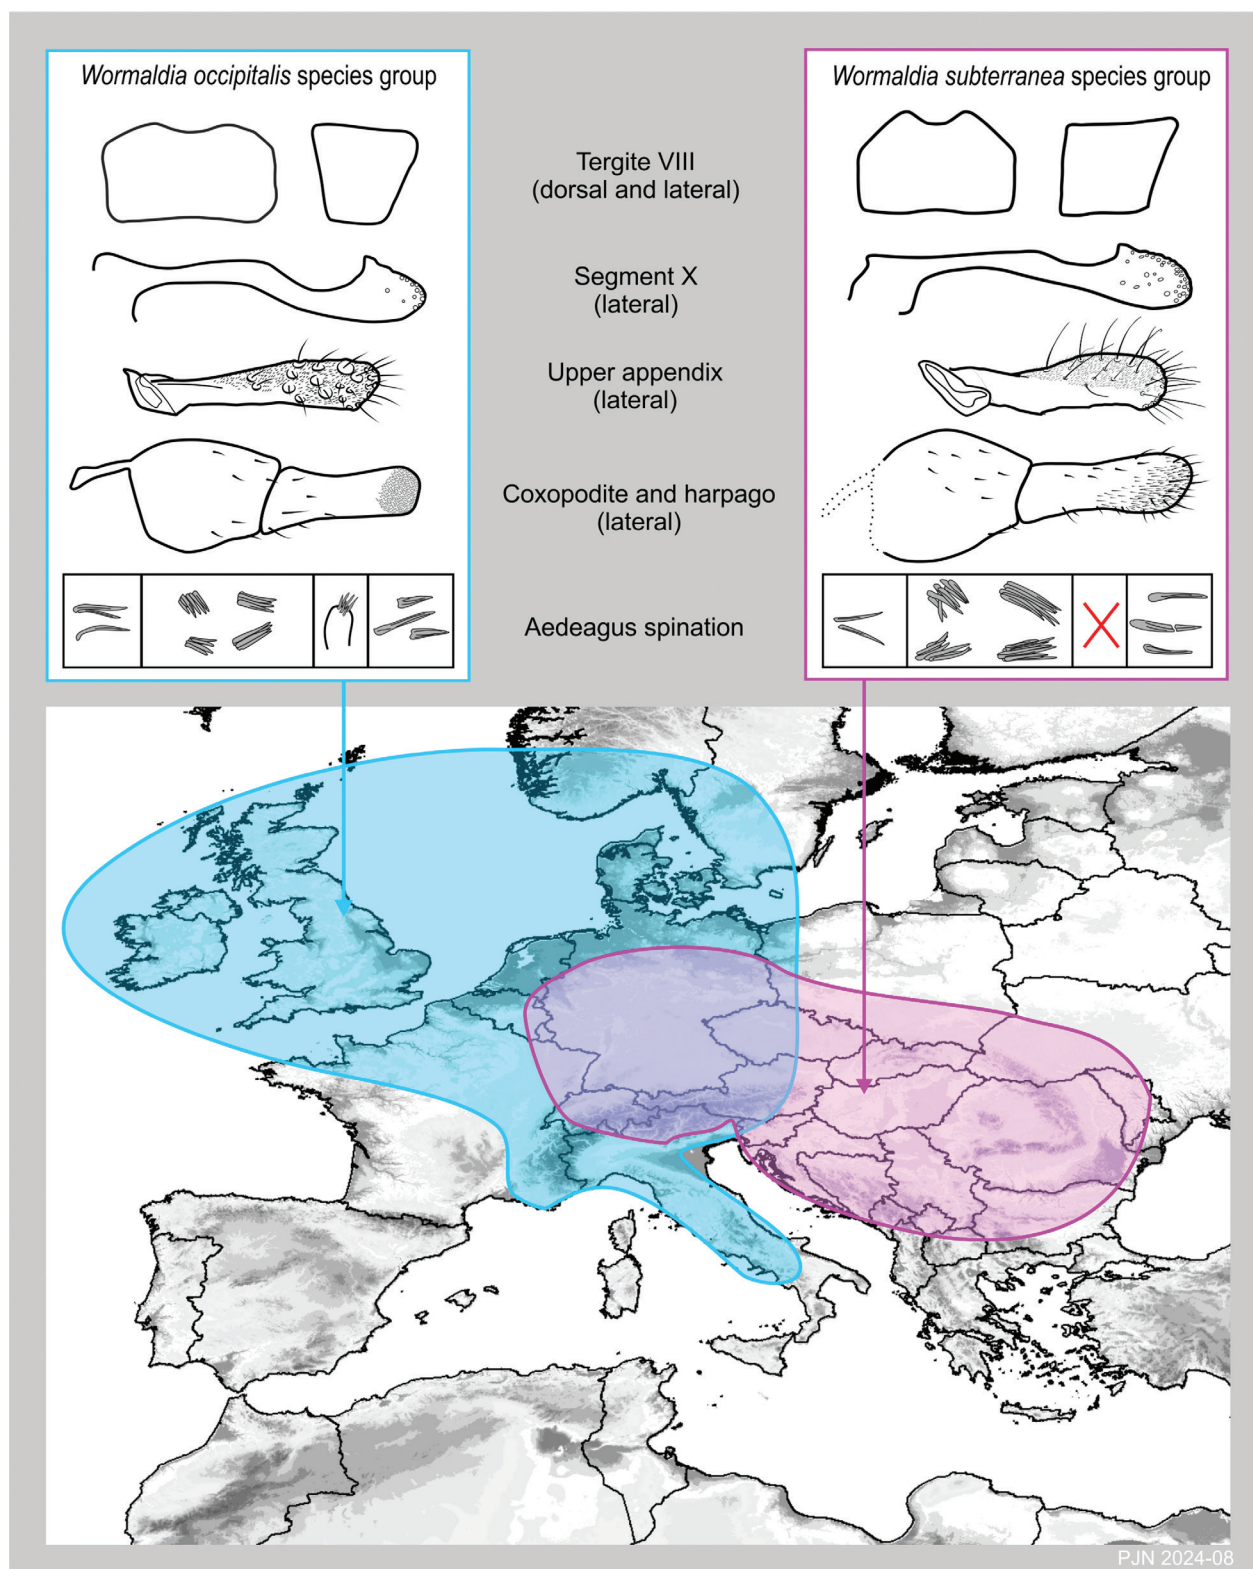 Wormaldia occipitalis species group
Wormaldia subterranea species group
Tergite VIII
(dorsal and lateral)
Segment X
(lateral)
Upper appendix
(lateral)
Coxopodite and harpago
(lateral)
Aedeagus spination
PJN 2024-08